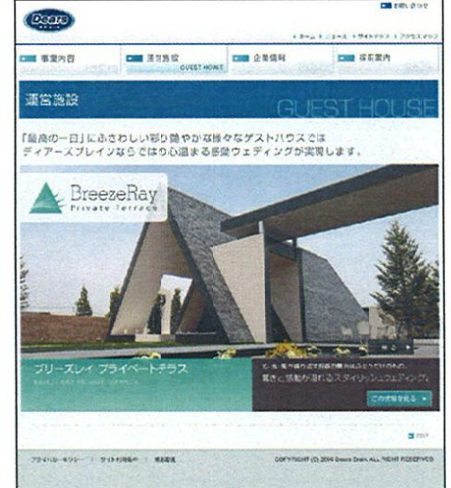 お問い合わせ
Dears
ホーム | ニュース | サイトマップ | アクセスマップ
事業内容
運営施設
GUEST HOUSE
企業情報
採用案内
運営施設
GUEST HOUSE
「最高の一日」にふさわしい彩り艶やかな様々なゲストハウスでは
ディアーズブレインならではの心温まる感動ウェディングが実現します。
BreezeRay
Private Terrace
ブリーズレイ プライベートテラス
驚きと感動が溢れるスタイリッシュウェディング。
この情報を見る
TOP
プライバシーポリシー | サイト利用条件
COPYRIGHT (C) 2009 Dears Brain. ALL RIGHT RESERVED.